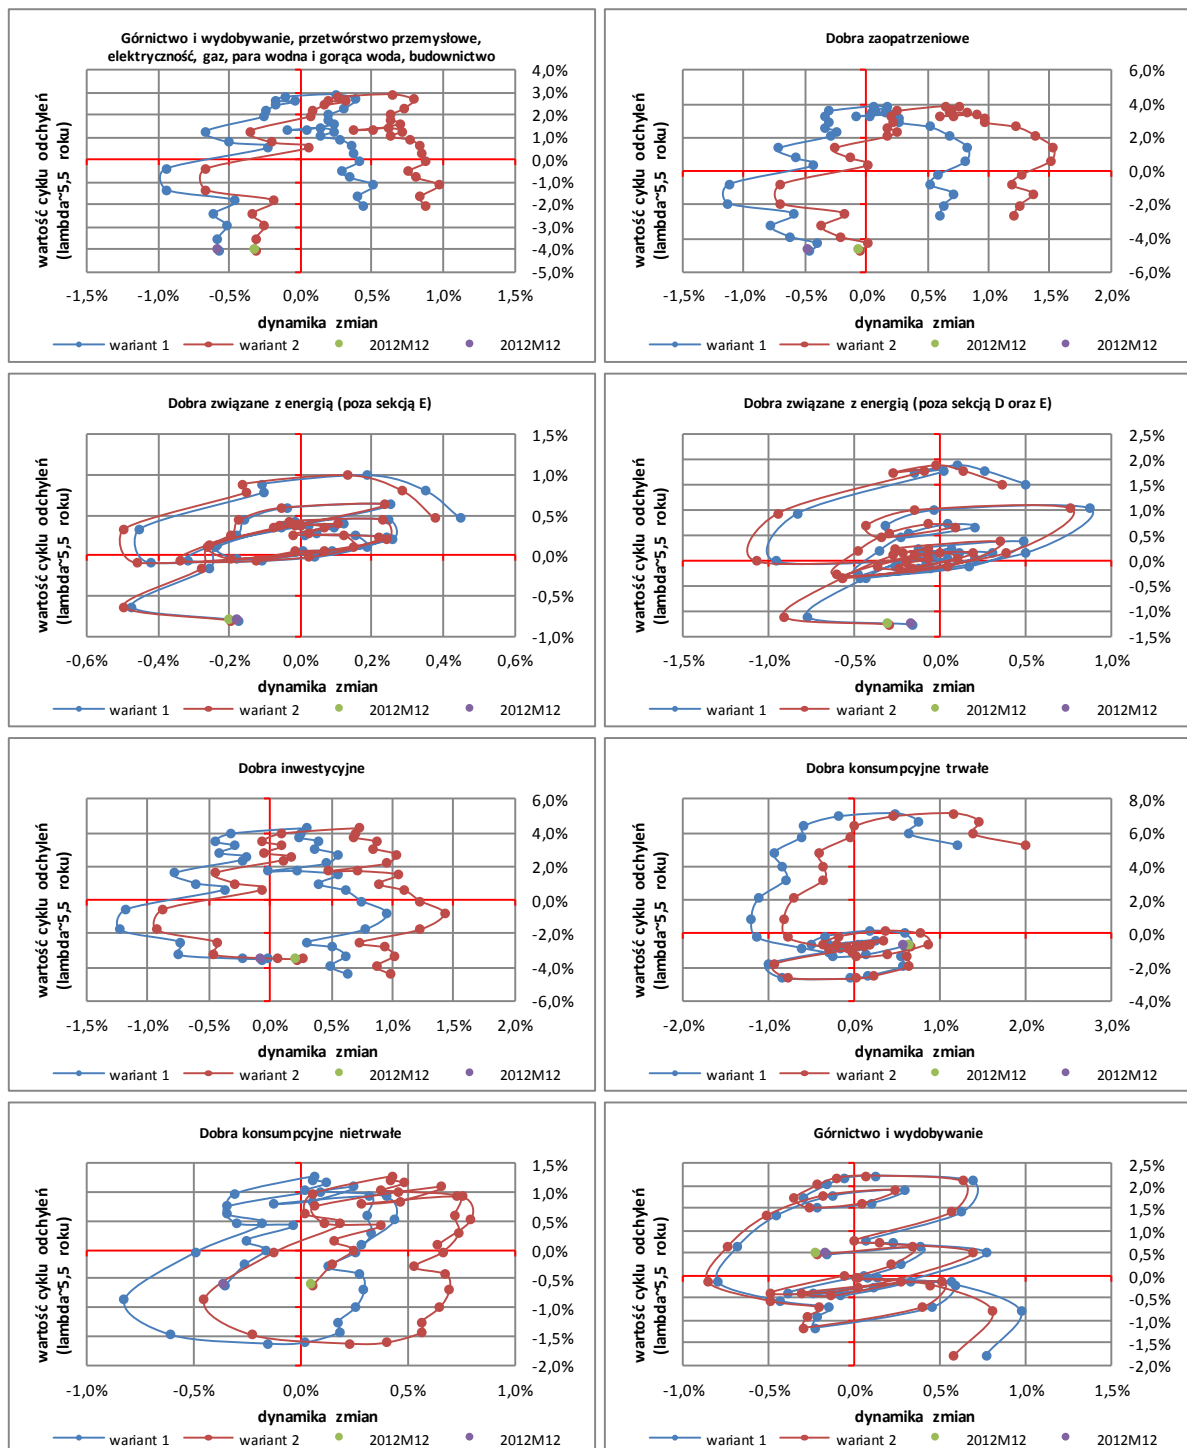 Górnictwo i wydobywanie, przetwórstwo przemysłowe,
elektryczność, gaz, para wodna i gorąca woda, budownictwo
wartość cyklu odchyleń
(lambda~5,5 roku)
4,0%
3,0%
2,0%
1,0%
0,0%
-1,0%
-2,0%
-3,0%
-4,0%
-5,0%
-1,5% -1,0% -0,5% 0,0% 0,5% 1,0% 1,5%
dynamika zmian
wariant 1 wariant 2 2012M12 2012M12
Dobra zaopatrzeniowe
wartość cyklu odchyleń
(lambda~5,5 roku)
6,0%
4,0%
2,0%
0,0%
-2,0%
-4,0%
-6,0%
-1,5% -1,0% -0,5% 0,0% 0,5% 1,0% 1,5% 2,0%
dynamika zmian
wariant 1 wariant 2 2012M12 2012M12
Dobra związane z energią (poza sekcją E)
wartość cyklu odchyleń
(lambda~5,5 roku)
1,5%
1,0%
0,5%
0,0%
-0,5%
-1,0%
-0,6% -0,4% -0,2% 0,0% 0,2% 0,4% 0,6%
dynamika zmian
wariant 1 wariant 2 2012M12 2012M12
Dobra związane z energią (poza sekcją D oraz E)
wartość cyklu odchyleń
(lambda~5,5 roku)
2,5%
2,0%
1,5%
1,0%
0,5%
0,0%
-0,5%
-1,0%
-1,5%
-1,5% -1,0% -0,5% 0,0% 0,5% 1,0%
dynamika zmian
wariant 1 wariant 2 2012M12 2012M12
Dobra inwestycyjne
wartość cyklu odchyleń
(lambda~5,5 roku)
6,0%
4,0%
2,0%
0,0%
-2,0%
-4,0%
-6,0%
-1,5% -1,0% -0,5% 0,0% 0,5% 1,0% 1,5% 2,0%
dynamika zmian
wariant 1 wariant 2 2012M12 2012M12
Dobra konsumpcyjne trwałe
wartość cyklu odchyleń
(lambda~5,5 roku)
8,0%
6,0%
4,0%
2,0%
0,0%
-2,0%
-4,0%
-2,0% -1,0% 0,0% 1,0% 2,0% 3,0%
dynamika zmian
wariant 1 wariant 2 2012M12 2012M12
Dobra konsumpcyjne nietrwałe
wartość cyklu odchyleń
(lambda~5,5 roku)
1,5%
1,0%
0,5%
0,0%
-0,5%
-1,0%
-1,5%
-2,0%
-1,0% -0,5% 0,0% 0,5% 1,0%
dynamika zmian
wariant 1 wariant 2 2012M12 2012M12
Górnictwo i wydobywanie
wartość cyklu odchyleń
(lambda~5,5 roku)
2,5%
2,0%
1,5%
1,0%
0,5%
0,0%
-0,5%
-1,0%
-1,5%
-2,0%
-1,5% -1,0% -0,5% 0,0% 0,5% 1,0% 1,5%
dynamika zmian
wariant 1 wariant 2 2012M12 2012M12